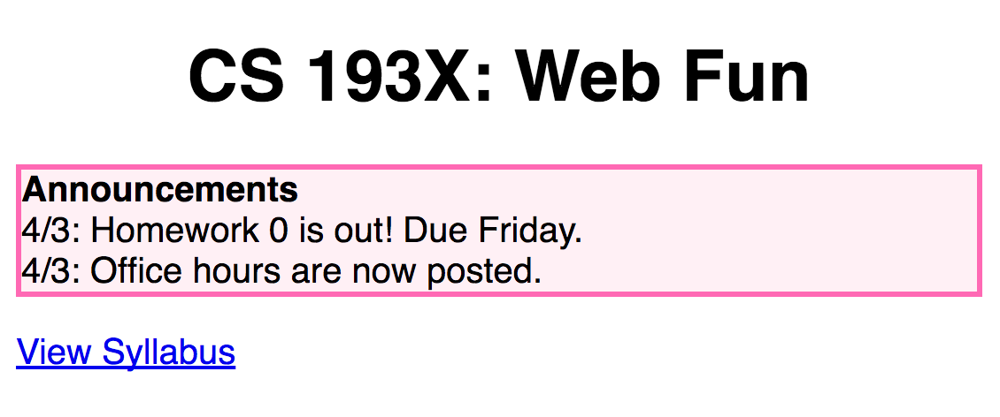 CS 193X: Web Fun
Announcements
4/3: Homework 0 is out! Due Friday.
4/3: Office hours are now posted.
View Syllabus